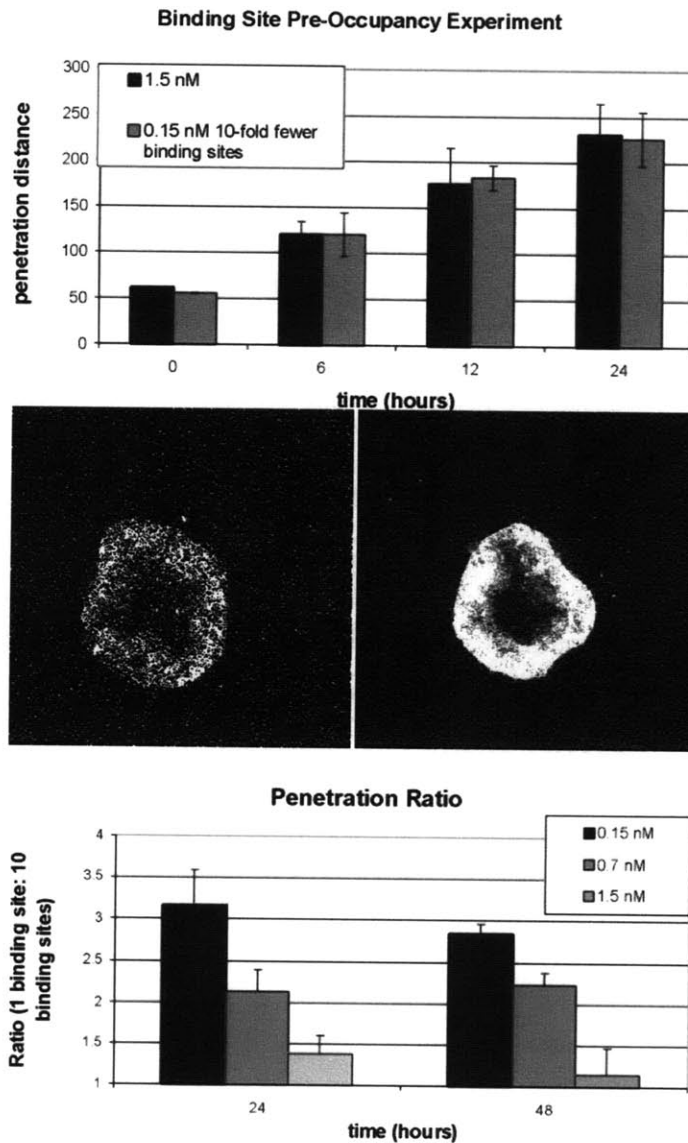 Binding Site Pre-Occupancy Experiment
300
250
200
150
100
50
0
penetration distance
1.5 nM
0.15 nM 10-fold fewer
binding sites
0
6
12
24
time (hours)
Penetration Ratio
4
3.5
3
2.5
2
1.5
1
Ratio (1 binding site: 10
binding sites)
0.15 nM
0.7 nM
1.5 nM
24
48
time (hours)